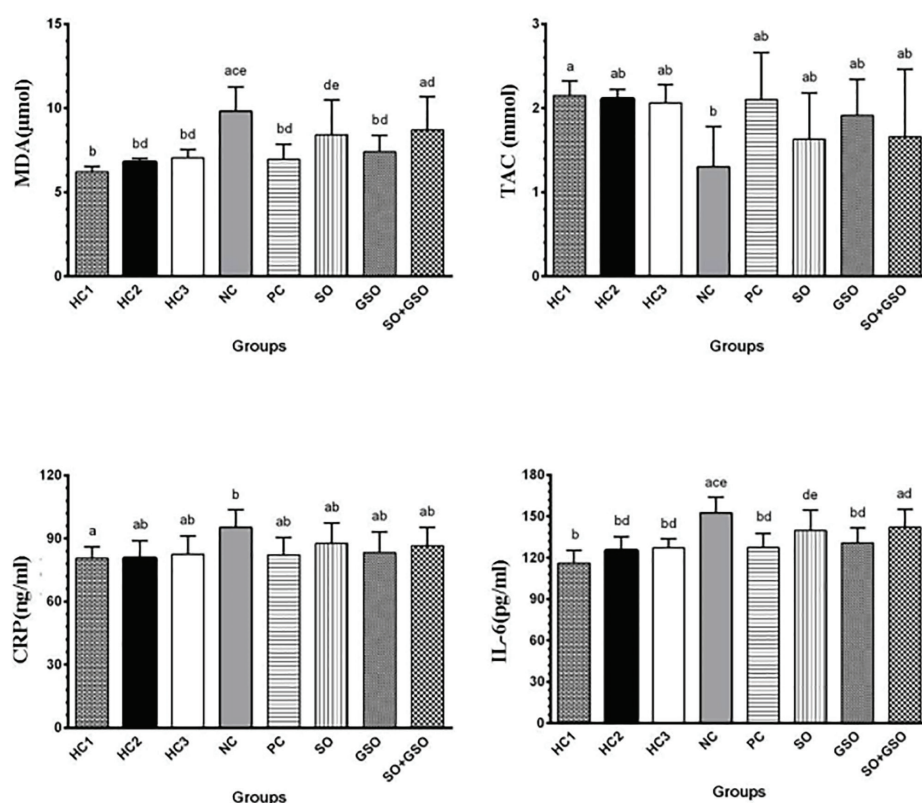 MDA(µmol)
15
10
5
0
b
bd
bd
ace
bd
de
bd
ad
HC1
HC2
HC3
NC
PC
SO
GSO
SO+GSO
Groups
TAC (mmol)
3
2
1
0
a
ab
ab
b
ab
ab
ab
ab
HC1
HC2
HC3
NC
PC
SO
GSO
SO+GSO
Groups
CRP(ng/ml)
120
90
60
30
0
a
ab
ab
b
ab
ab
ab
ab
HC1
HC2
HC3
NC
PC
SO
GSO
SO+GSO
Groups
IL-6(pg/ml)
180
150
120
90
60
30
0
b
bd
bd
ace
bd
de
bd
ad
HC1
HC2
HC3
NC
PC
SO
GSO
SO+GSO
Groups